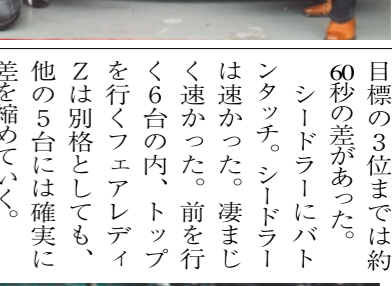 目標の３位までは約
60秒の差があった。
シードラーにバト
ンタッチ。シードラー
は速かった。凄まじ
く速かった。前を行
く６台の内、トップ
を行くフェアレディ
Ｚは別格としても、
他の５台には確実に
差を縮めていく。